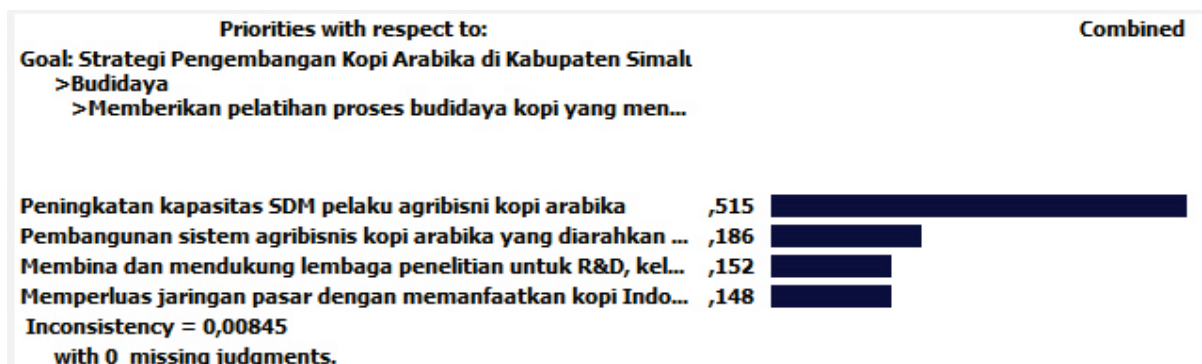 Priorities with respect to: Combined
Goal: Strategi Pengembangan Kopi Arabika di Kabupaten Simalu
>Budidaya
>Memberikan pelatihan proses budidaya kopi yang men...
Peningkatan kapasitas SDM pelaku agribisni kopi arabika ,515
Pembangunan sistem agribisnis kopi arabika yang diarahkan ... ,186
Membina dan mendukung lembaga penelitian untuk R&D, kel... ,152
Memperluas jaringan pasar dengan memanfaatkan kopi Indo... ,148
Inconsistency = 0,00845
with 0 missing judgments.